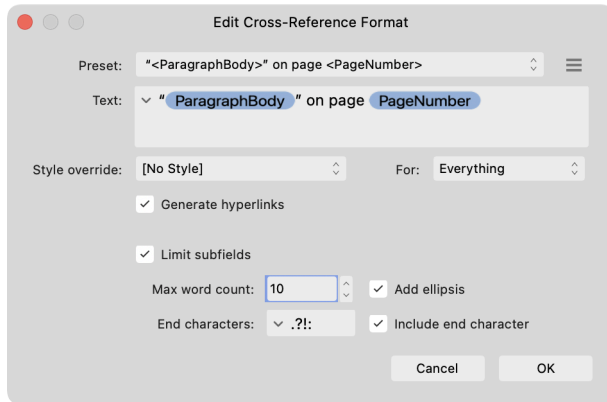 Edit Cross-Reference Format
Preset: “<ParagraphBody>” on page <PageNumber>
Text: “ ParagraphBody ” on page PageNumber
Style override: [No Style] For: Everything
Generate hyperlinks
Limit subfields
Max word count: 10 Add ellipsis
End characters: .?!: Include end character
Cancel OK